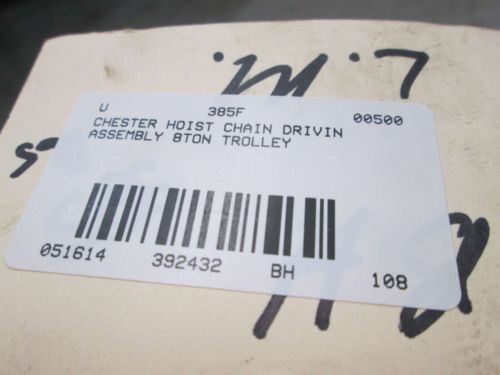 U 385F 00500
CHESTER HOIST CHAIN DRIVIN
ASSEMBLY 8TON TROLLEY
051614 392432 BH 108